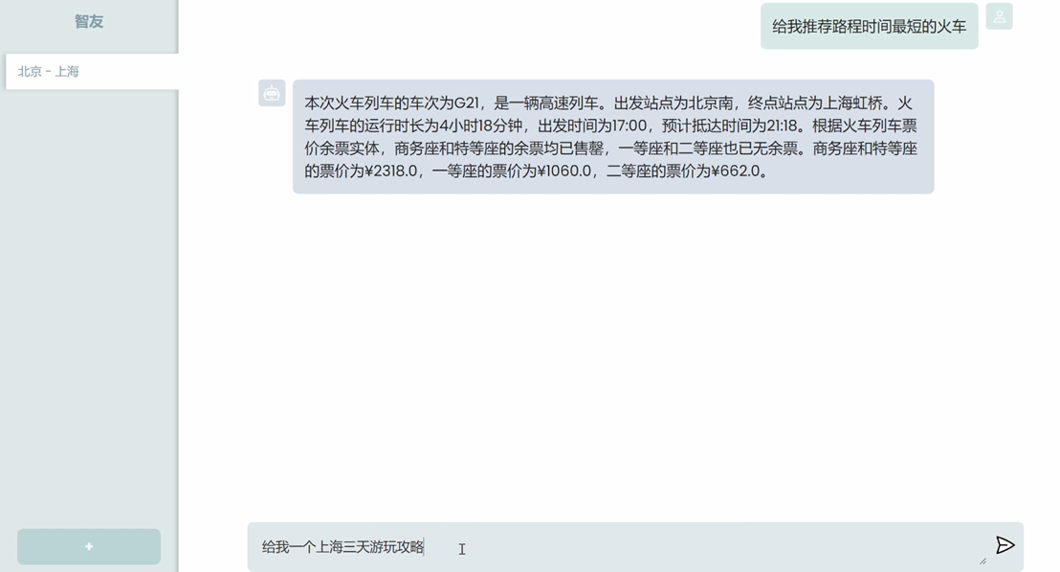 智友
北京 - 上海
给我推荐路程时间最短的火车
本次火车列车的车次为G21，是一辆高速列车。出发站点为北京南，终点站点为上海虹桥。火
车列车的运行时长为4小时18分钟，出发时间为17:00，预计抵达时间为21:18。根据火车列车票
价余票实体，商务座和特等座的余票均已售罄，一等座和二等座也已无余票。商务座和特等座
的票价为¥2318.0，一等座的票价为¥1060.0，二等座的票价为¥662.0。
+
给我一个上海三天游玩攻略